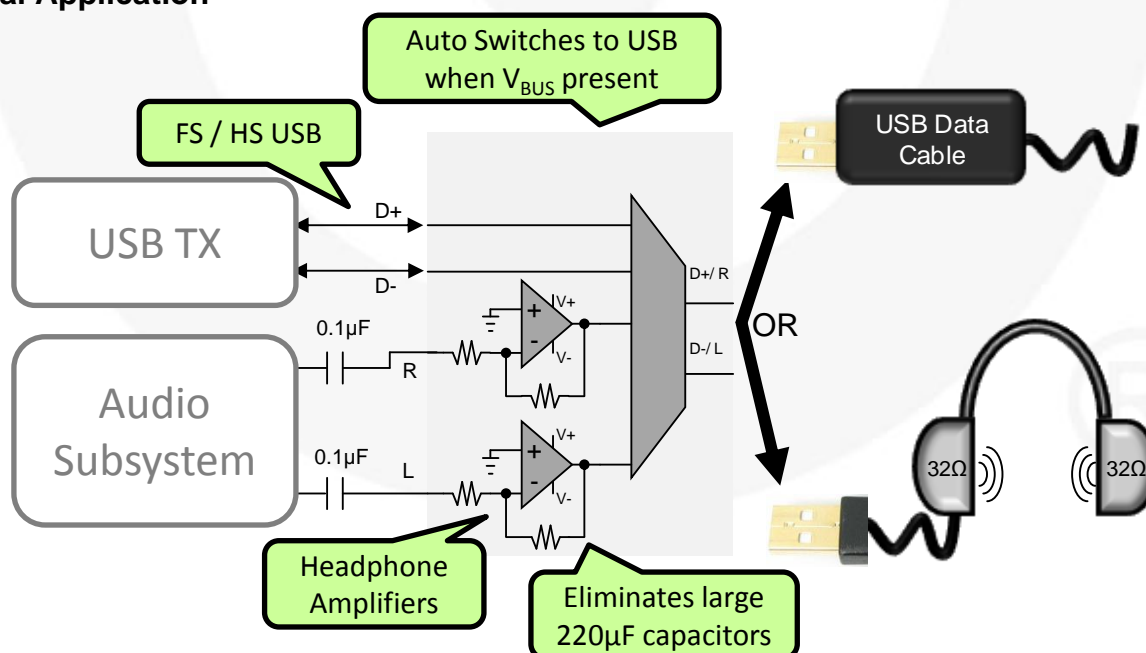 al Application
Auto Switches to USB
when VBUS present
FS / HS USB
USB Data
Cable
D+
USB TX
D-
D+/ R
V+
+
-
V-
0.1µF
R
OR
D-/ L
Audio
Subsystem
V+
+
-
V-
0.1µF
L
32Ω
32Ω
Headphone
Amplifiers
Eliminates large
220µF capacitors